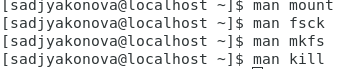 [sadjyakonova@localhost ~]$ man mount
[sadjyakonova@localhost ~]$ man fsck
[sadjyakonova@localhost ~]$ man mkfs
[sadjyakonova@localhost ~]$ man kill